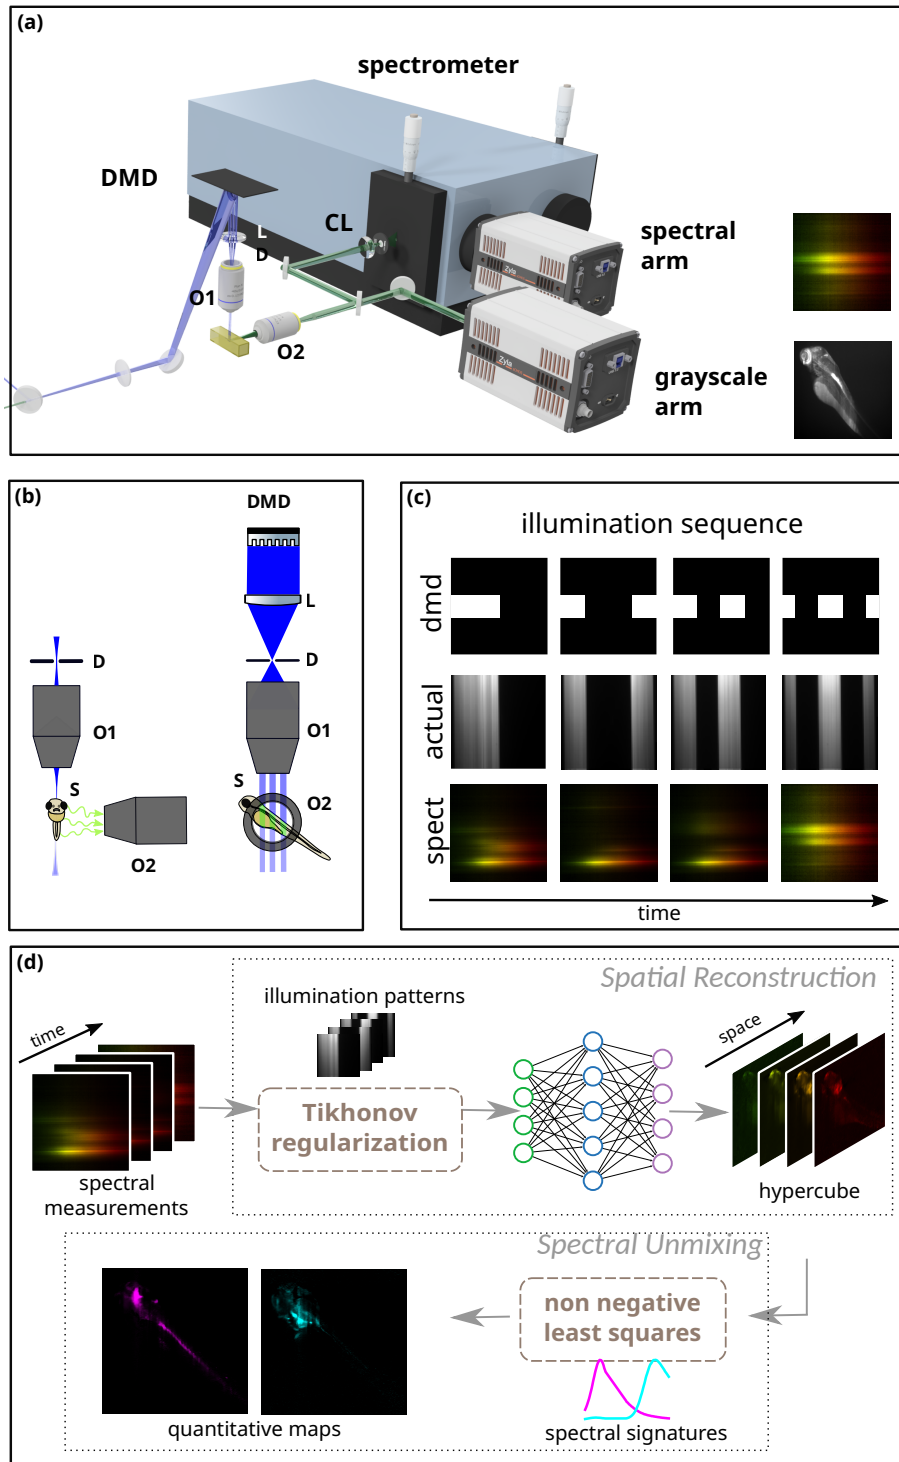 (a)
spectrometer
DMD
L
D
CL
O1
O2
Zyla
Zyla
spectral
arm
grayscale
arm
(b)
DMD
L
D
D
O1
O1
S
S
O2
O2
(c)
illumination sequence
dmd
actual
spect
time
(d)
Spatial Reconstruction
illumination patterns
time
space
Tikhonov
regularization
spectral
measurements
hypercube
Spectral Unmixing
non negative
least squares
quantitative maps
spectral signatures